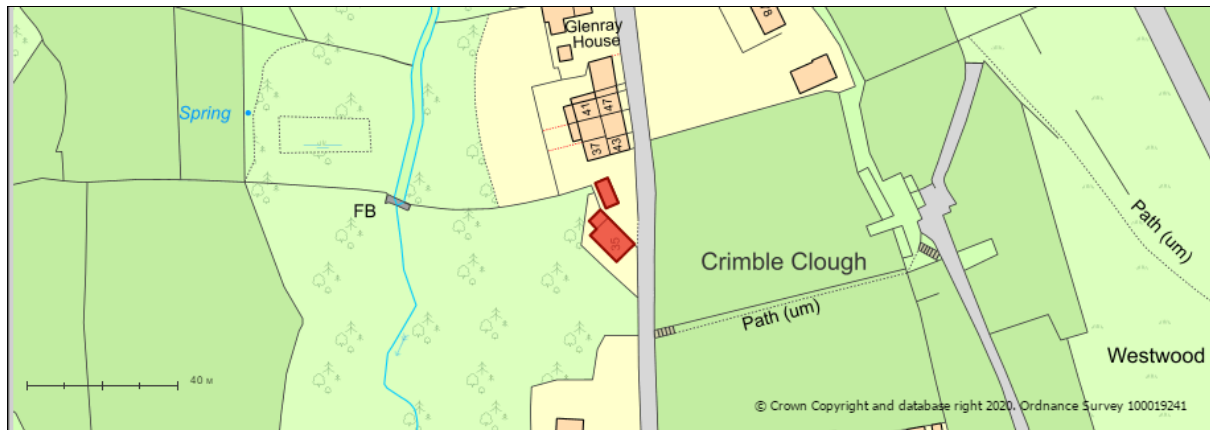 78
Glenray
House
Spring
41
47
37
43
FB
35
Crimble Clough
Path (um)
Path (um)
Westwood
40 M
© Crown Copyright and database right 2020. Ordnance Survey 100019241